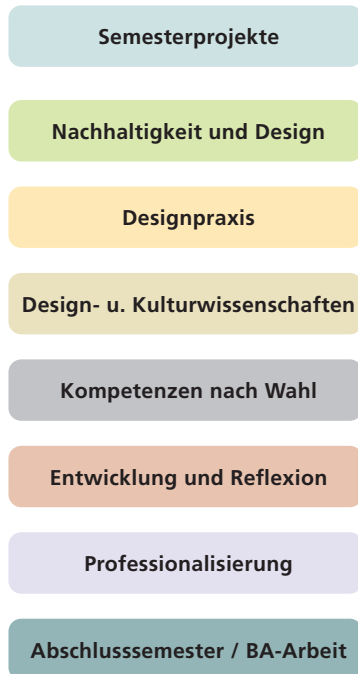 Semesterprojekte
Nachhaltigkeit und Design
Designpraxis
Design- u. Kulturwissenschaften
Kompetenzen nach Wahl
Entwicklung und Reflexion
Professionalisierung
Abschlusssemester / BA-Arbeit